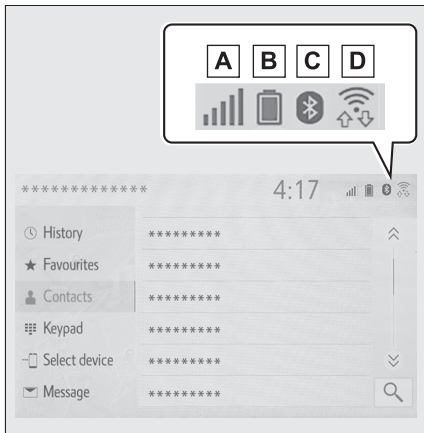 A B C D
************* 4:17
History *********
Favourites *********
Contacts *********
Keypad *********
Select device *********
Message *********